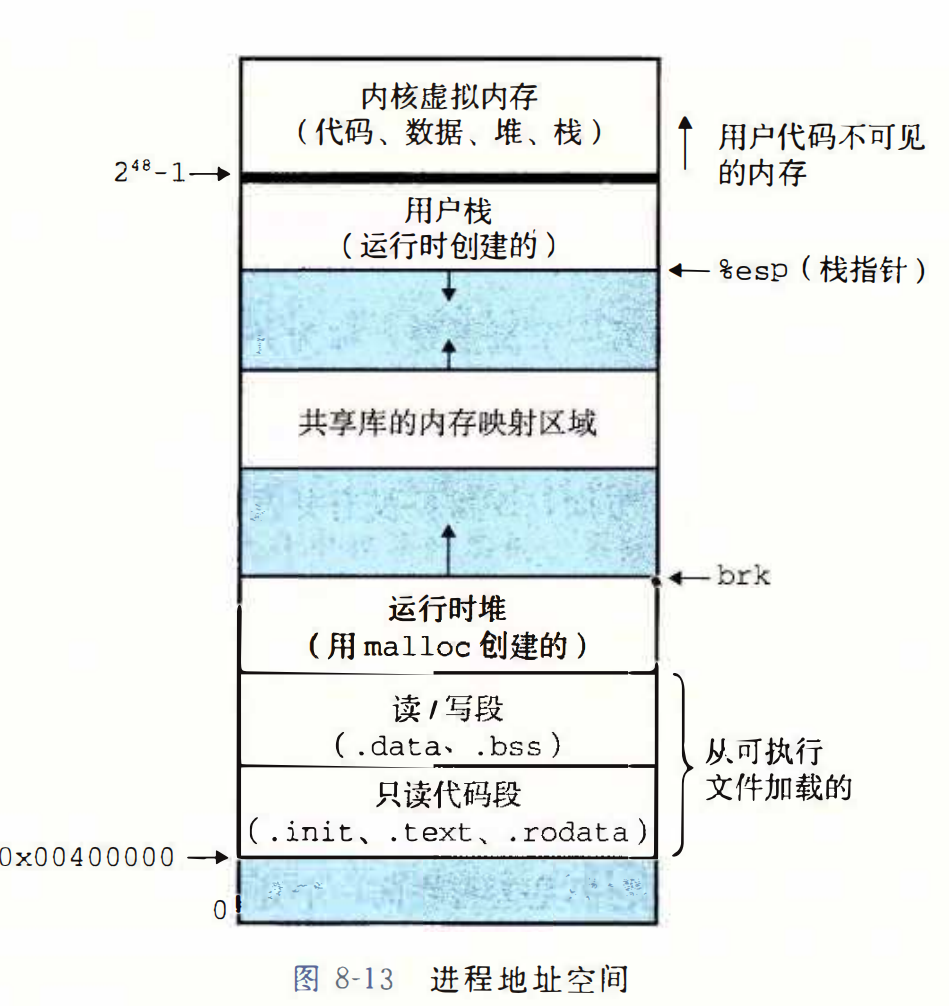 内核虚拟内存
(代码、数据、堆、栈)
用户代码不可见
的内存
2⁴⁸-1
用户栈
(运行时创建的)
%esp(栈指针)
共享库的内存映射区域
brk
运行时堆
(用malloc创建的)
读/写段
(.data、.bss)
从可执行
文件加载的
只读代码段
(.init、.text、.rodata)
0x00400000
0
图 8-13 进程地址空间